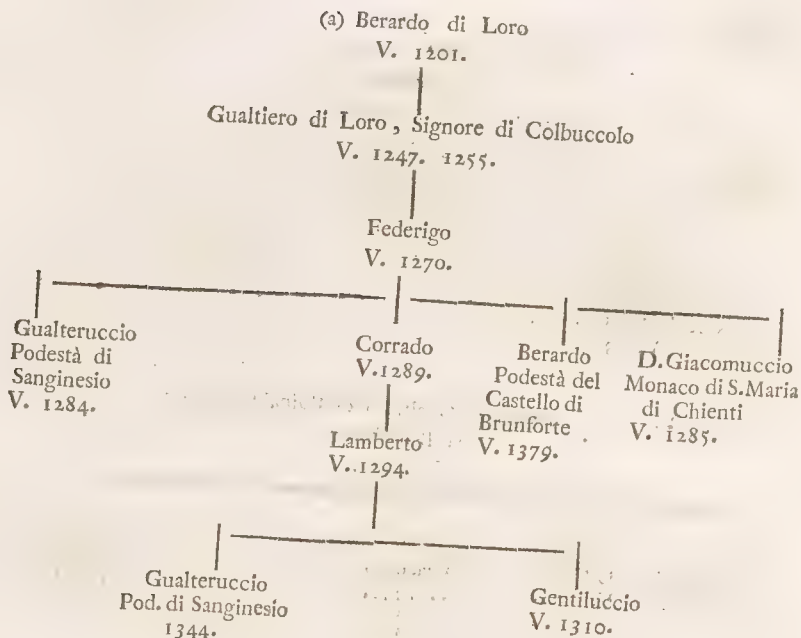 (a) Berardo di Loro
V. 1201.
Gualtiero di Loro, Signore di Colbuccolo
V. 1247. 1255.
Federigo
V. 1270.
Gualteruccio
Podestà di
Sanginesio
V. 1284.
Corrado
V. 1289.
Berardo
Podestà del
Castello di
Brunforte
V. 1379.
D. Giacomuccio
Monaco di S. Maria
di Chienti
V. 1285.
Lamberto
V. 1294.
Gualteruccio
Pod. di Sanginesio
1344.
Gentiluccio
V. 1310.